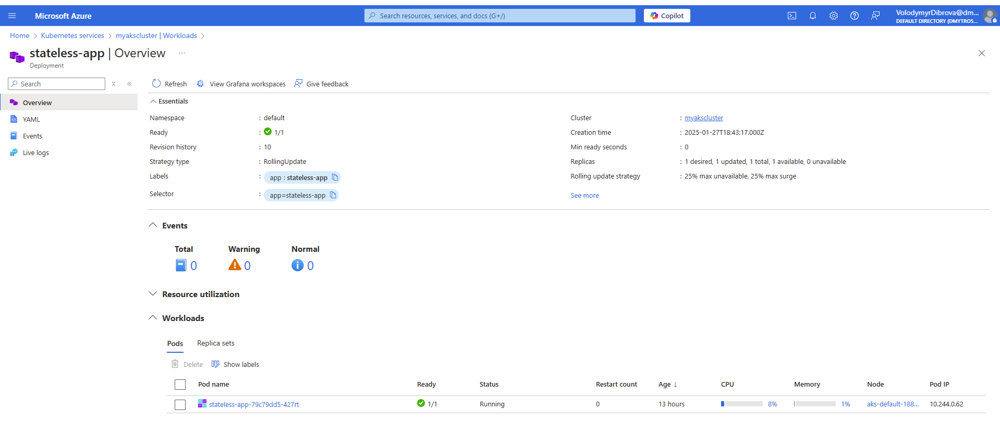 Microsoft Azure
Search resources, services, and docs (G+/)
Copilot
VolodymyrDibrova@dm...
DEFAULT DIRECTORY (DMYTROS...
Home > Kubernetes services > myakscluster | Workloads >
stateless-app | Overview ...
Deployment
Search
Overview
YAML
Events
Live logs
Refresh View Grafana workspaces Give feedback
Essentials
Namespace : default
Ready : 1/1
Revision history : 10
Strategy type : RollingUpdate
Labels : app : stateless-app
Selector : app=stateless-app
Cluster : myakscluster
Creation time : 2025-01-27T18:43:17.000Z
Min ready seconds : 0
Replicas : 1 desired, 1 updated, 1 total, 1 available, 0 unavailable
Rolling update strategy : 25% max unavailable, 25% max surge
See more
Events
Total Warning Normal
0 0 0
Resource utilization
Workloads
Pods Replica sets
Delete Show labels
Pod name Ready Status Restart count Age ↓ CPU Memory Node Pod IP
stateless-app-79c79dd5-427rt 1/1 Running 0 13 hours 8% 1% aks-default-188... 10.244.0.62